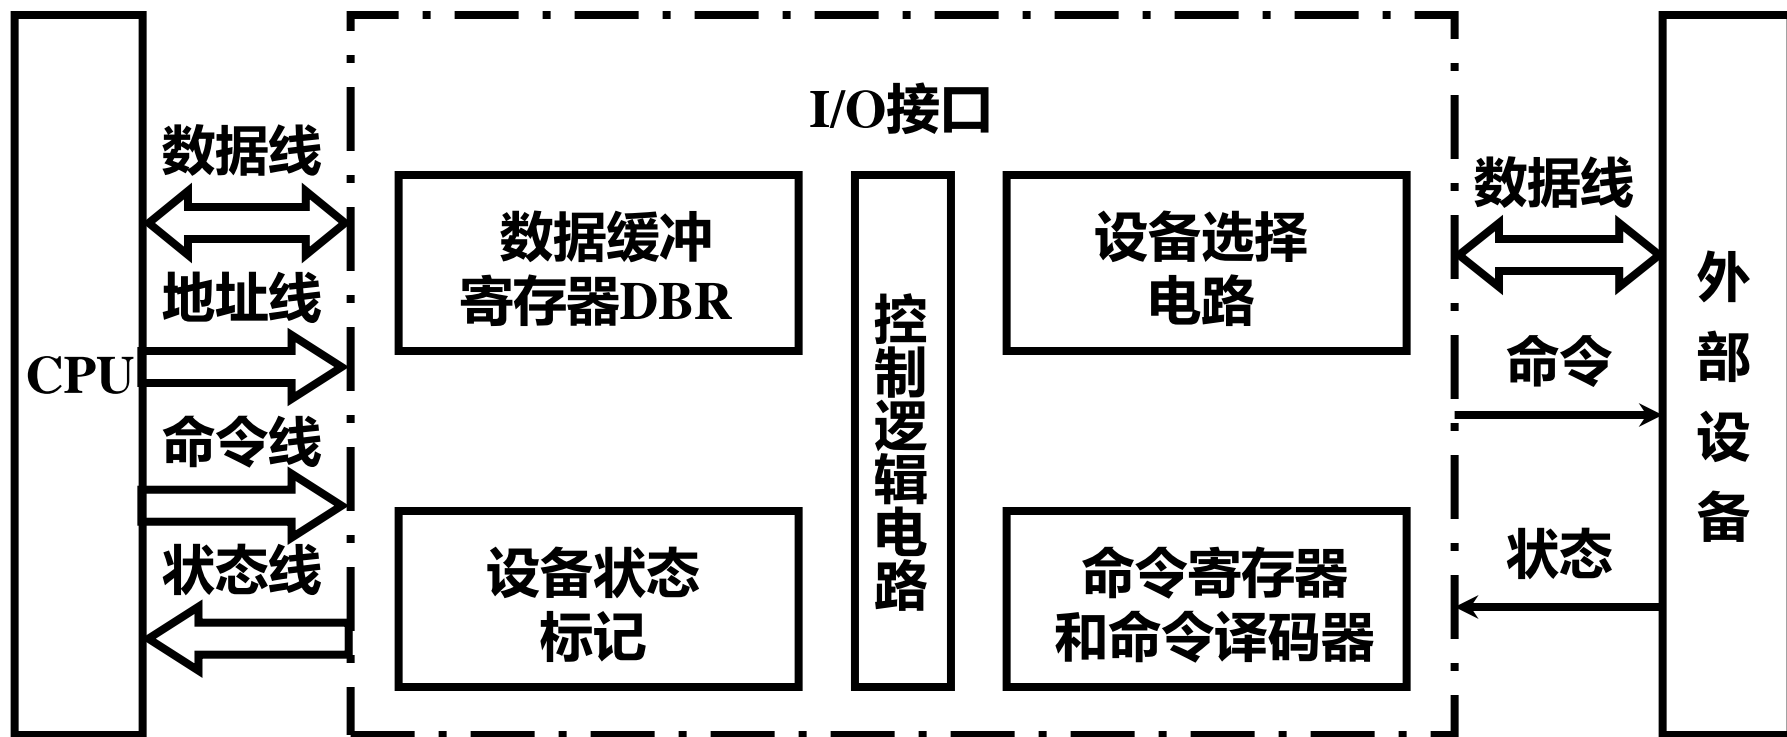 CPU
数据线
地址线
命令线
状态线
I/O接口
数据缓冲
寄存器DBR
设备状态
标记
控制逻辑电路
设备选择
电路
命令寄存器
和命令译码器
数据线
命令
状态
外部设备